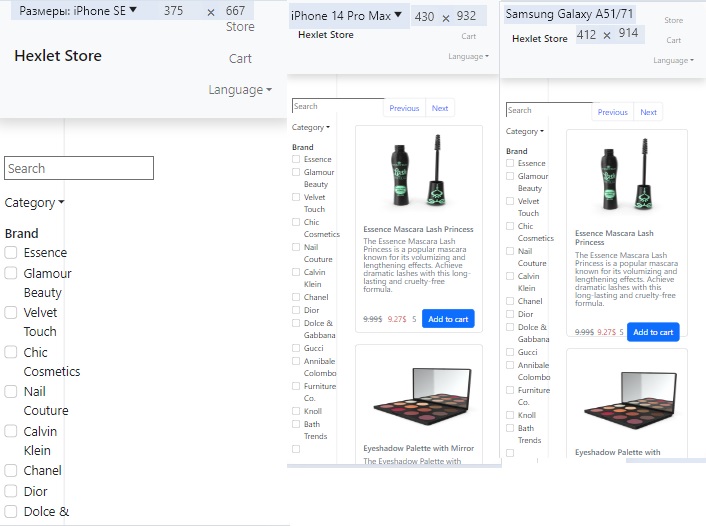 Размеры: iPhone SE ▼ 375 × 667
Store
Hexlet Store
Cart
Language
Search
Category
Brand
Essence
Glamour
Beauty
Velvet
Touch
Chic
Cosmetics
Nail
Couture
Calvin
Klein
Chanel
Dior
Dolce &
iPhone 14 Pro Max ▼ 430 × 932
Hexlet Store
Cart
Language
Search
Previous Next
Category
Brand
Essence
Glamour
Beauty
Velvet
Touch
Chic
Cosmetics
Nail
Couture
Calvin
Klein
Chanel
Dior
Dolce &
Gabbana
Gucci
Annibale
Colombo
Furniture
Co.
Knoll
Bath
Trends
Essence Mascara Lash Princess
The Essence Mascara Lash
Princess is a popular mascara
known for its volumizing and
lengthening effects. Achieve
dramatic lashes with this long-
lasting and cruelty-free
formula.
9.99$ 9.27$ 5 Add to cart
Eyeshadow Palette with Mirror
The Eyeshadow Palette with
Samsung Galaxy A51/71
Store
Hexlet Store 412 × 914
Cart
Language
Search
Previous Next
Category
Brand
Essence
Glamour
Beauty
Velvet
Touch
Chic
Cosmetics
Nail
Couture
Calvin
Klein
Chanel
Dior
Dolce &
Gabbana
Gucci
Annibale
Colombo
Furniture
Co.
Knoll
Bath
Trends
Essence Mascara Lash
Princess
The Essence Mascara Lash
Princess is a popular mascara
known for its volumizing and
lengthening effects. Achieve
dramatic lashes with this
long-lasting and cruelty-free
formula.
9.99$ 9.27$ 5 Add to cart
Eyeshadow Palette with